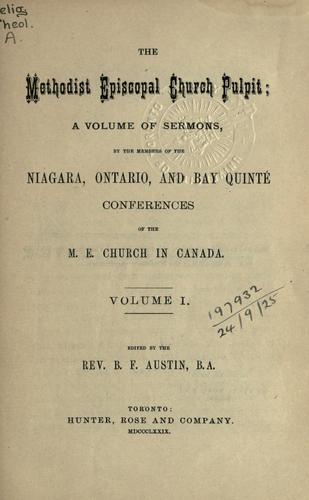 Relig
Theol.
A.
THE
Methodist Episcopal Church Pulpit;
A VOLUME OF SERMONS,
BY THE MEMBERS OF THE
NIAGARA, ONTARIO, AND BAY QUINTÉ
CONFERENCES
OF THE
M. E. CHURCH IN CANADA.
VOLUME I.
197932
24/9/25
EDITED BY THE
REV. B. F. AUSTIN, B.A.
TORONTO:
HUNTER, ROSE AND COMPANY.
MDCCCLXXIX.